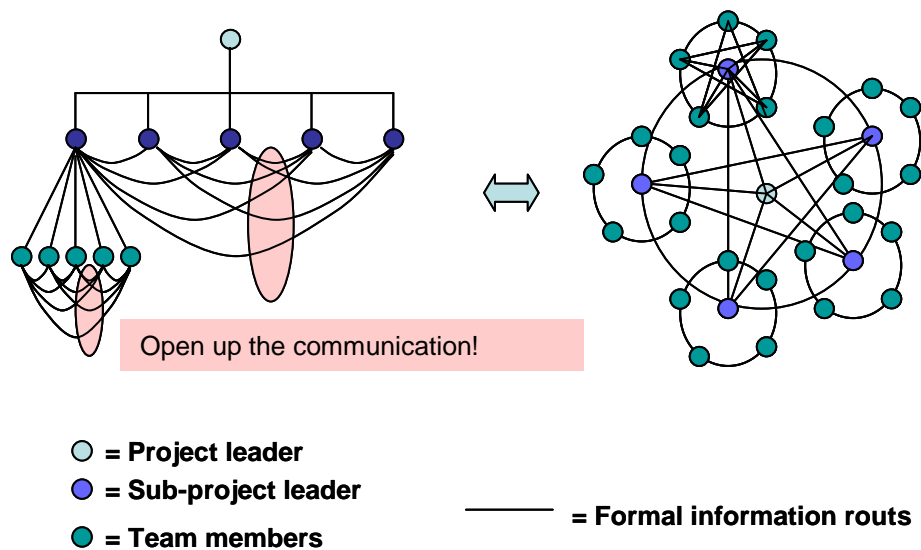 Open up the communication!
= Project leader
= Sub-project leader
= Team members
= Formal information routs